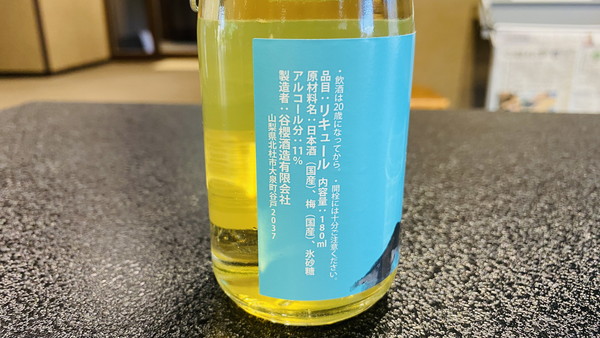 ・飲酒は20歳になってから。・開栓には十分ご注意ください。
品目：リキュール 内容量：180ml
原材料名：日本酒（国産）、梅（国産）、氷砂糖
アルコール分：11%
製造者：谷櫻酒造有限会社
山梨県北杜市大泉町谷戸2037